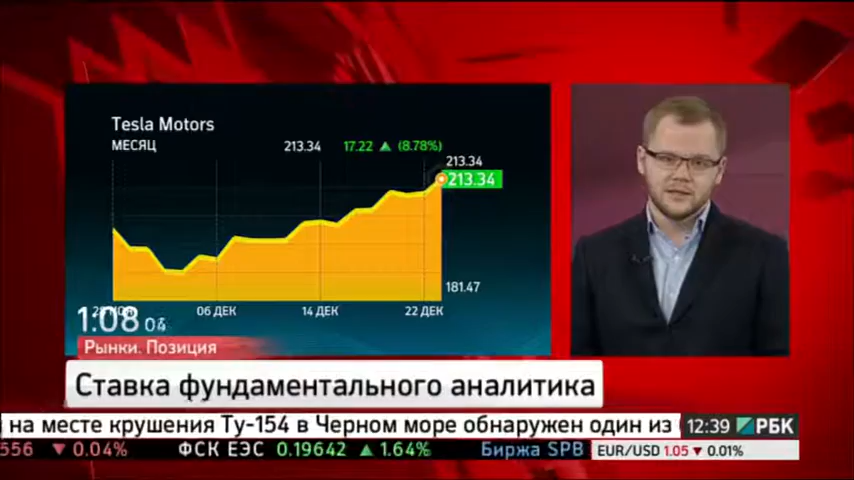 Tesla Motors
МЕСЯЦ 213.34 17.22 (8.78%)
213.34
213.34
181.47
06 ДЕК 14 ДЕК 22 ДЕК
1:08 04
Рынки. Позиция
Ставка фундаментального аналитика
на месте крушения Ту-154 в Черном море обнаружен один из
12:39 РБК
556 0.04% ФСК ЕЭС 0.19642 1.64% Биржа SPB
EUR/USD 1.05 0.01%